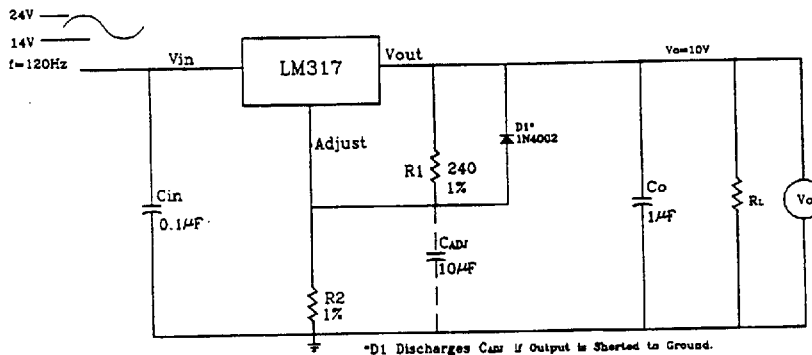 24V
14V
f=120Hz
Vin
LM317
Vout
Vo=10V
Adjust
D1*
1N4002
R1
240
1%
Cin
0.1µF
CADJ
10µF
Co
1µF
RL
Vo
R2
1%
*D1 Discharges CADJ if Output is Shorted to Ground.